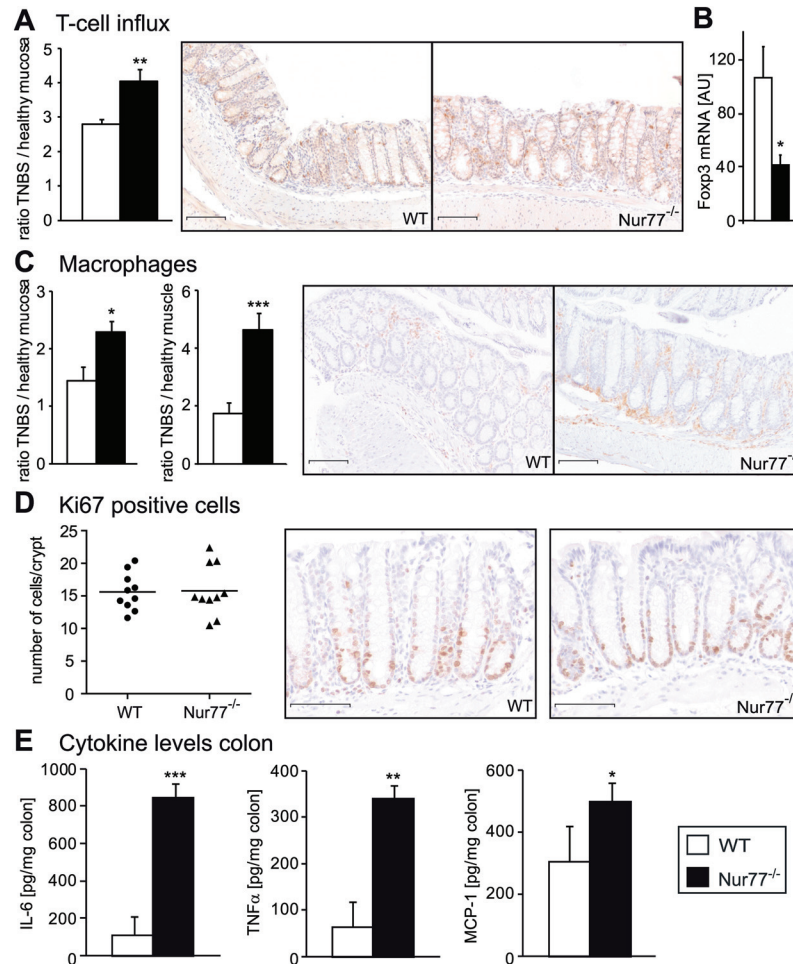 A T-cell influx
ratio TNBS / healthy mucosa
5
4
3
2
1
0
**
WT
Nur77-/-
B
Foxp3 mRNA [AU]
120
80
40
0
*
C Macrophages
ratio TNBS / healthy mucosa
3
2
1
0
*
ratio TNBS / healthy muscle
6
4
2
0
***
WT
Nur77-
D Ki67 positive cells
number of cells/crypt
25
20
15
10
5
0
WT
Nur77-/-
WT
Nur77-/
E Cytokine levels colon
IL-6 [pg/mg colon]
1000
800
600
400
200
0
***
TNFα [pg/mg colon]
400
300
200
100
0
**
MCP-1 [pg/mg colon]
600
400
200
0
*
WT
Nur77-/-